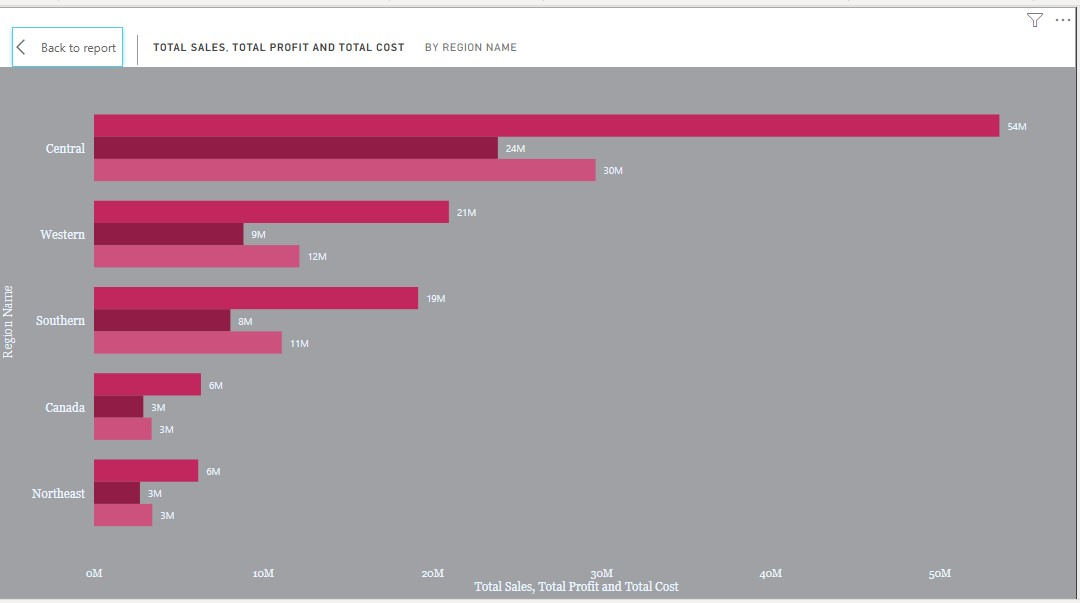 Back to report
TOTAL SALES, TOTAL PROFIT AND TOTAL COST BY REGION NAME
Region Name
Central
54M
24M
30M
Western
21M
9M
12M
Southern
19M
8M
11M
Canada
6M
3M
3M
Northeast
6M
3M
3M
0M 10M 20M 30M 40M 50M
Total Sales, Total Profit and Total Cost